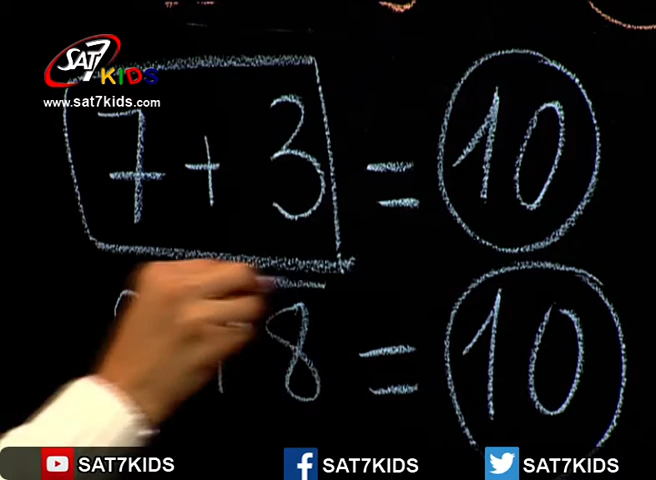 SAT7
KIDS
www.sat7kids.com
7 + 3 = 10
+ 8 = 10
SAT7KIDS SAT7KIDS SAT7KIDS